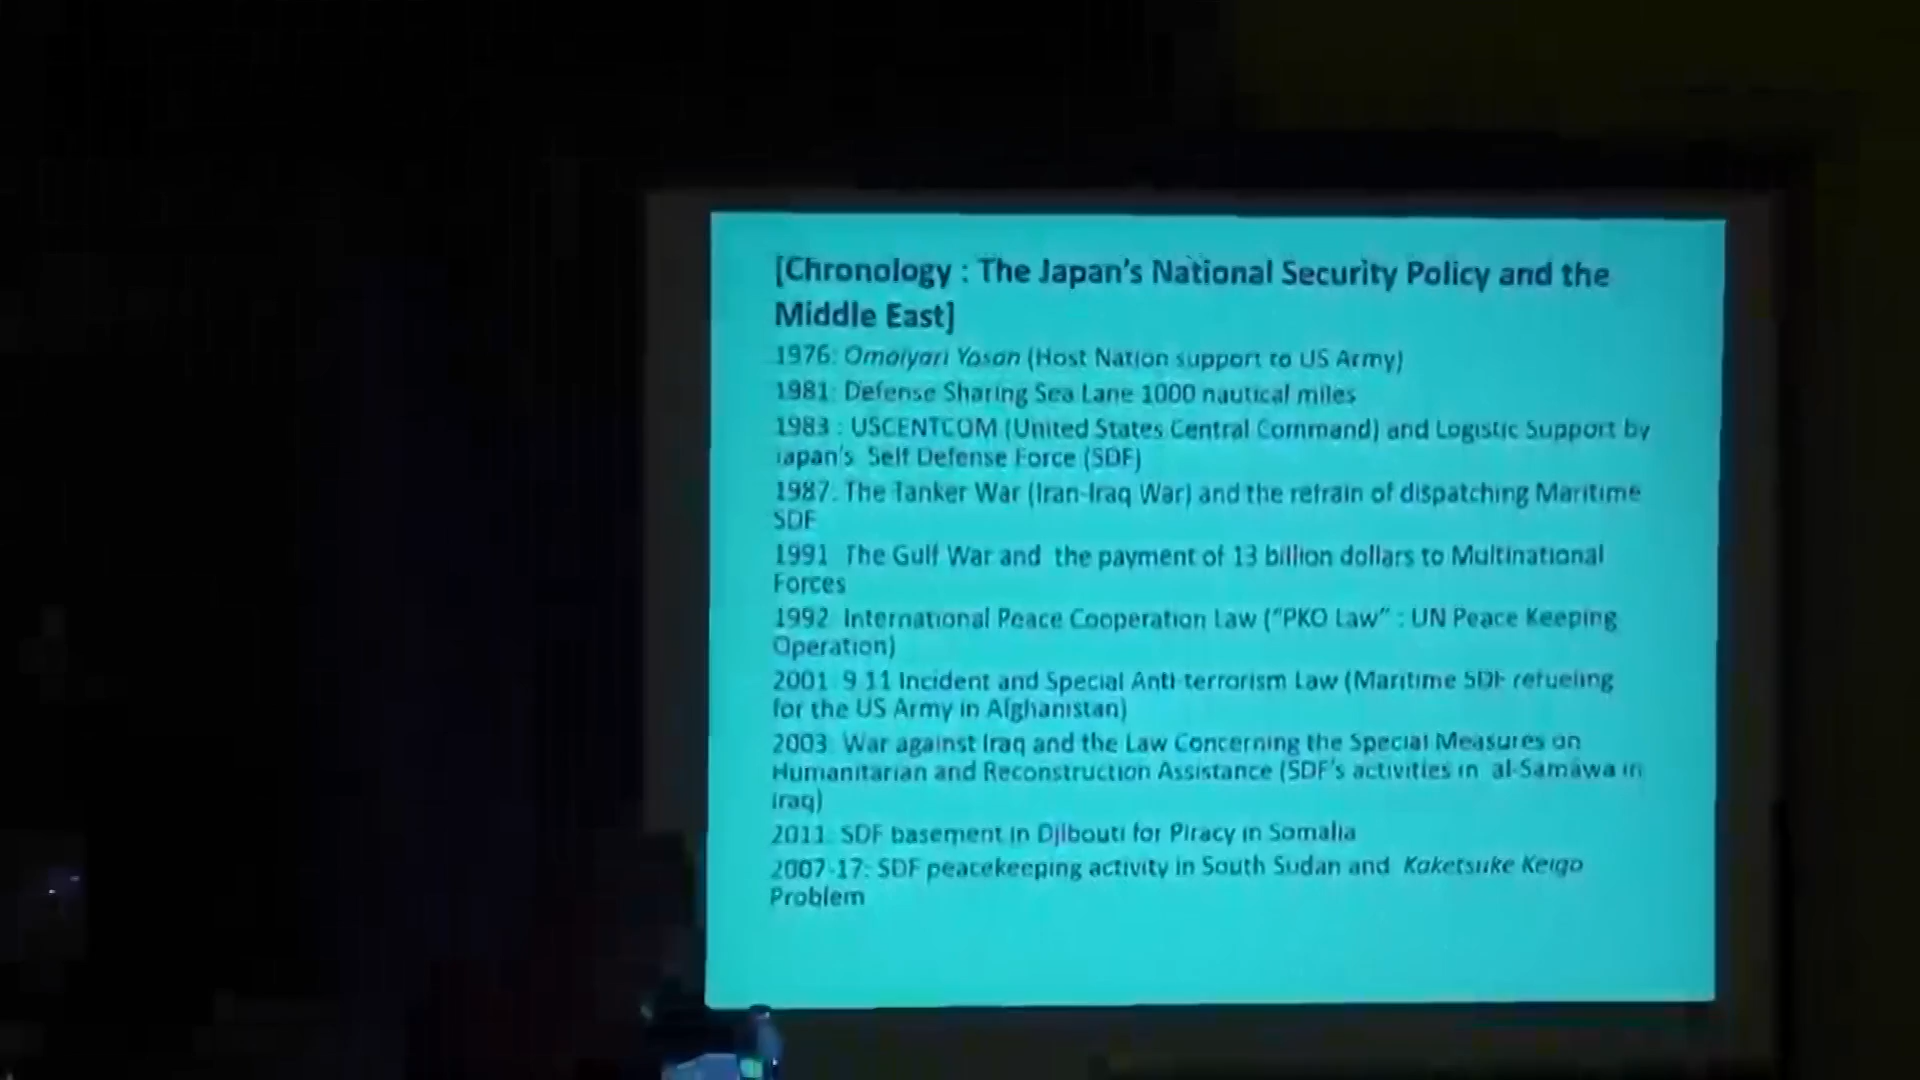 [Chronology : The Japan's National Security Policy and the
Middle East]
1976: Omoiyari Yosan (Host Nation support to US Army)
1981: Defense Sharing Sea Lane 1000 nautical miles
1983 : USCENTCOM (United States Central Command) and Logistic Support by
Japan's Self Defense Force (SDF)
1987: The Tanker War (Iran-Iraq War) and the refrain of dispatching Maritime
SDF
1991 The Gulf War and the payment of 13 billion dollars to Multinational
Forces
1992 International Peace Cooperation Law ("PKO Law" : UN Peace Keeping
Operation)
2001 9.11 Incident and Special Anti-terrorism Law (Maritime SDF refueling
for the US Army in Afghanistan)
2003: War against Iraq and the Law Concerning the Special Measures on
Humanitarian and Reconstruction Assistance (SDF's activities in al-Samawa in
Iraq)
2011: SDF basement in Djibouti for Piracy in Somalia
2007-17: SDF peacekeeping activity in South Sudan and Kaketsuke Keigo
Problem